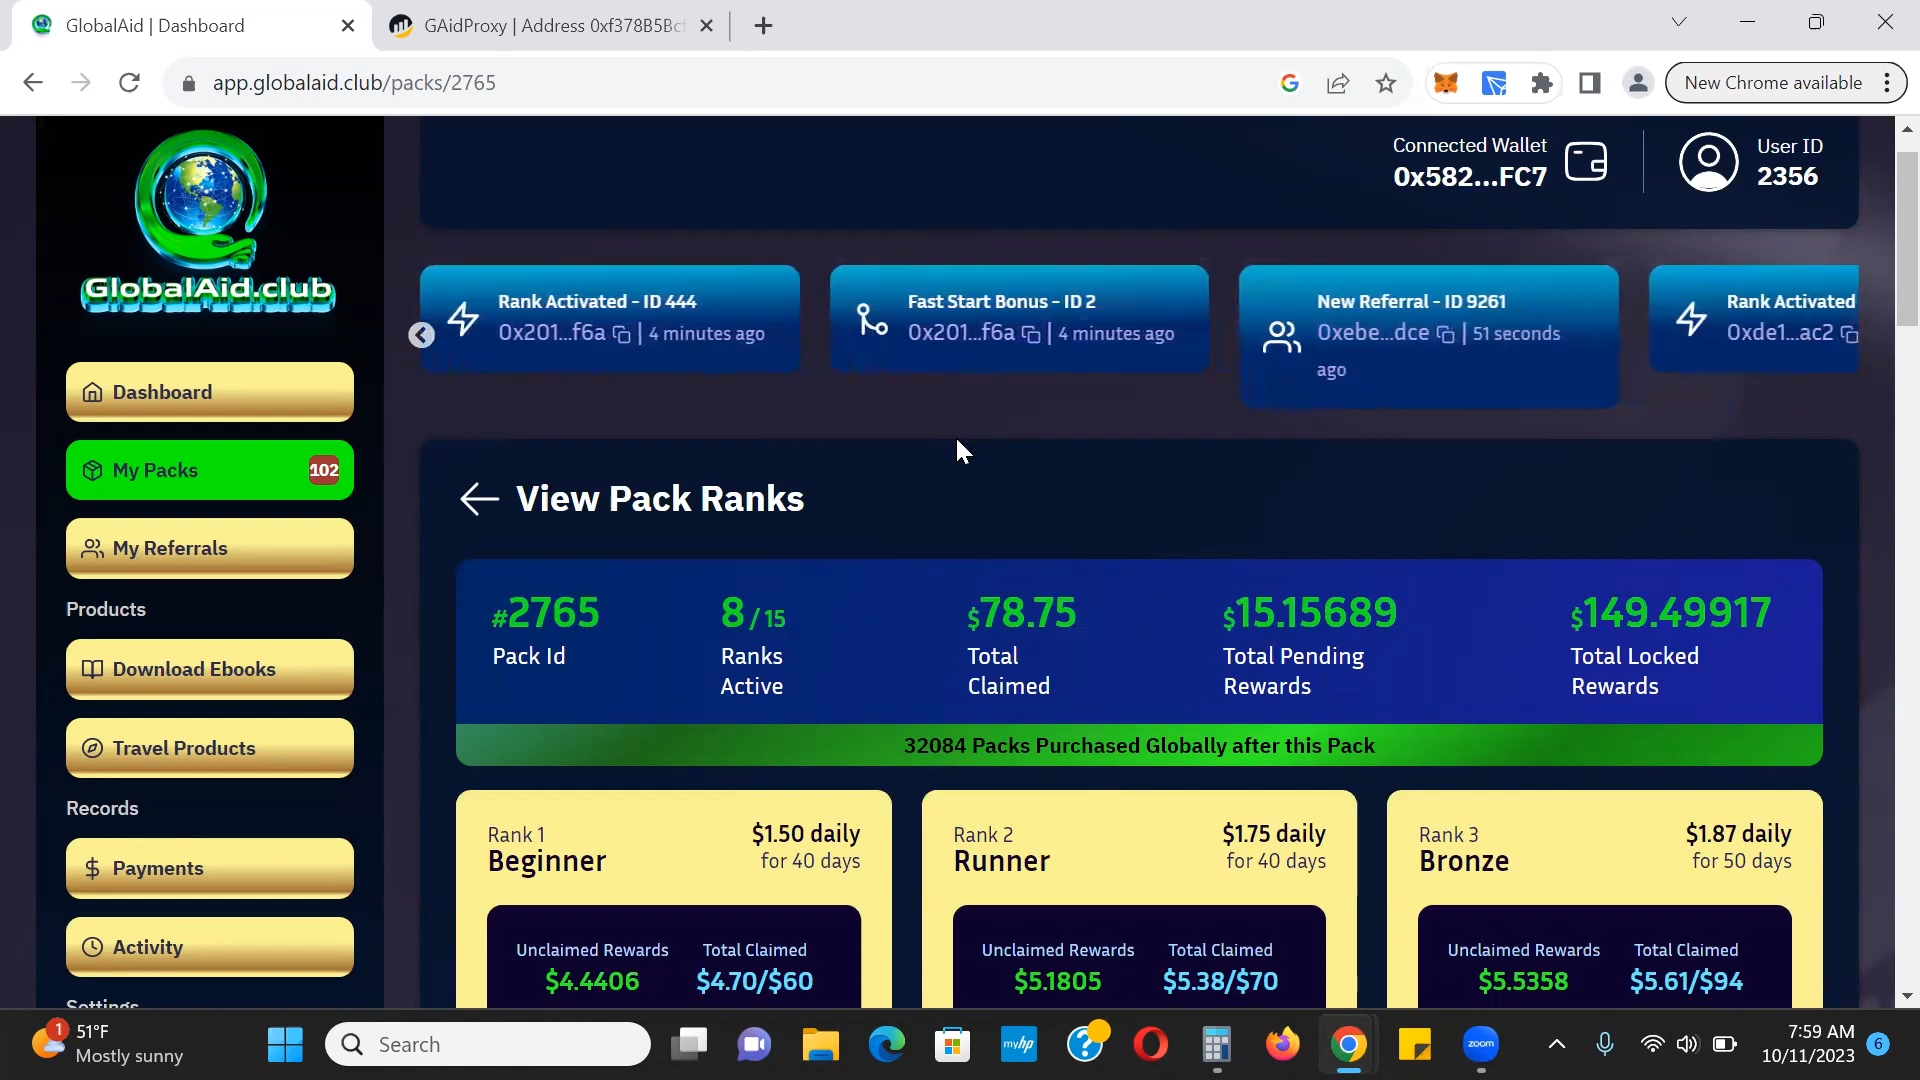 GlobalAid | Dashboard
GAidProxy | Address 0xf378B5Bc
app.globalaid.club/packs/2765
New Chrome available
GlobalAid.club
Connected Wallet
0x582...FC7
User ID
2356
Rank Activated - ID 444
0x201...f6a | 4 minutes ago
Fast Start Bonus - ID 2
0x201...f6a | 4 minutes ago
New Referral - ID 9261
0xebe...dce | 51 seconds
ago
Rank Activated
0xde1...ac2
Dashboard
My Packs 102
My Referrals
Products
Download Ebooks
Travel Products
Records
Payments
Activity
Settings
View Pack Ranks
#2765
Pack Id
8/15
Ranks
Active
$78.75
Total
Claimed
$15.15689
Total Pending
Rewards
$149.49917
Total Locked
Rewards
32084 Packs Purchased Globally after this Pack
Rank 1
Beginner
$1.50 daily
for 40 days
Unclaimed Rewards
$4.4406
Total Claimed
$4.70/$60
Rank 2
Runner
$1.75 daily
for 40 days
Unclaimed Rewards
$5.1805
Total Claimed
$5.38/$70
Rank 3
Bronze
$1.87 daily
for 50 days
Unclaimed Rewards
$5.5358
Total Claimed
$5.61/$94
1
51°F
Mostly sunny
Search
myhp
zoom
7:59 AM
10/11/2023
6